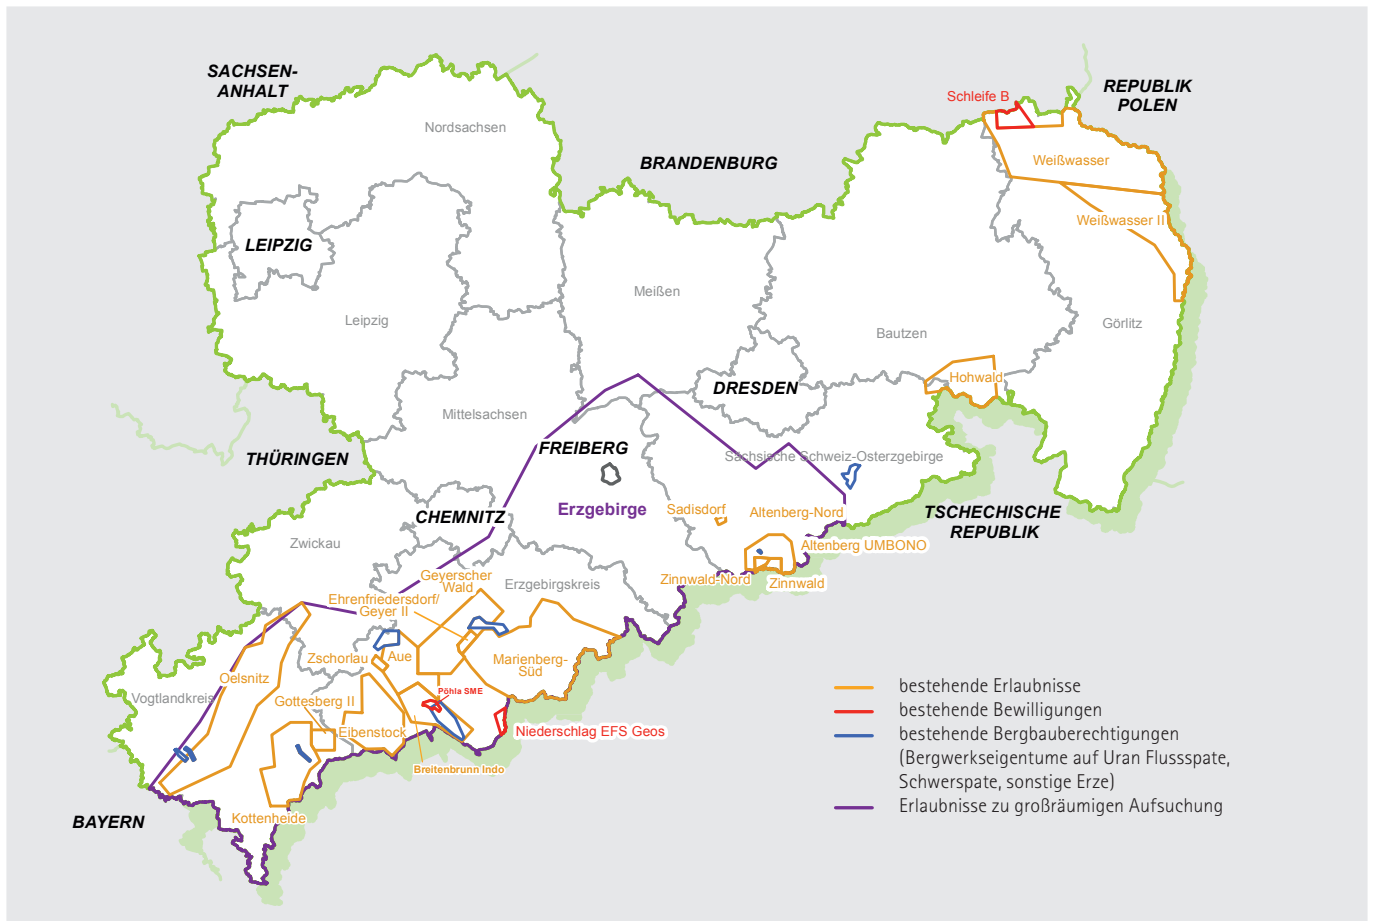 SACHSEN-
ANHALT
REPUBLIK
POLEN
Schleife B
Nordsachsen
BRANDENBURG
Weißwasser
Weißwasser II
LEIPZIG
Meißen
Leipzig
Bautzen
Görlitz
Hohwald
DRESDEN
Mittelsachsen
FREIBERG
THÜRINGEN
Sächsische Schweiz-Osterzgebirge
Erzgebirge
Sadisdorf
Altenberg-Nord
TSCHECHISCHE
REPUBLIK
CHEMNITZ
Zwickau
Altenberg UMBONO
Geyerscher
Wald
Erzgebirgskreis
Zinnwald-Nord
Zinnwald
Ehrenfriedersdorf/
Geyer II
Zschorlau
Aue
Marienberg-
Süd
Oelsnitz
Vogtlandkreis
Gottesberg II
Pöhla SME
Eibenstock
Niederschlag EFS Geos
Breitenbrunn Indo
Kottenheide
BAYERN
bestehende Erlaubnisse
bestehende Bewilligungen
bestehende Bergbauberechtigungen
(Bergwerkseigentume auf Uran Flussspate,
Schwerspate, sonstige Erze)
Erlaubnisse zu großräumigen Aufsuchung